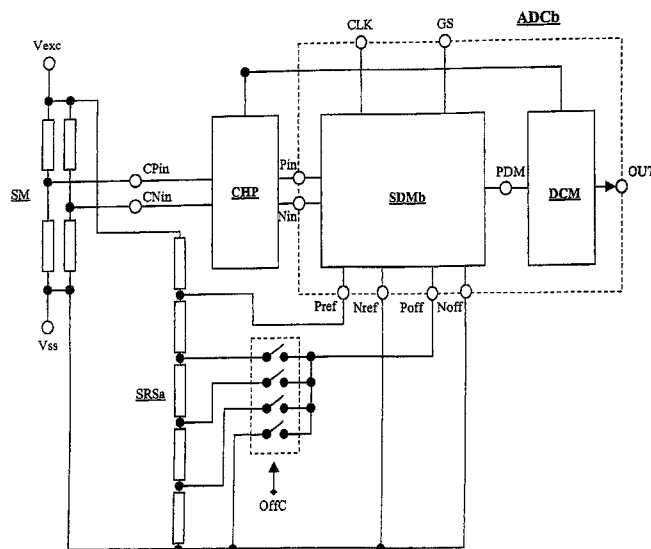 ADCb
CLK
GS
Vexc
CPin
Pin
PDM
OUT
SM
CHP
SDMb
DCM
CNin
Nin
Pref
Nref
Poff
Noff
Vss
SRSa
OffC